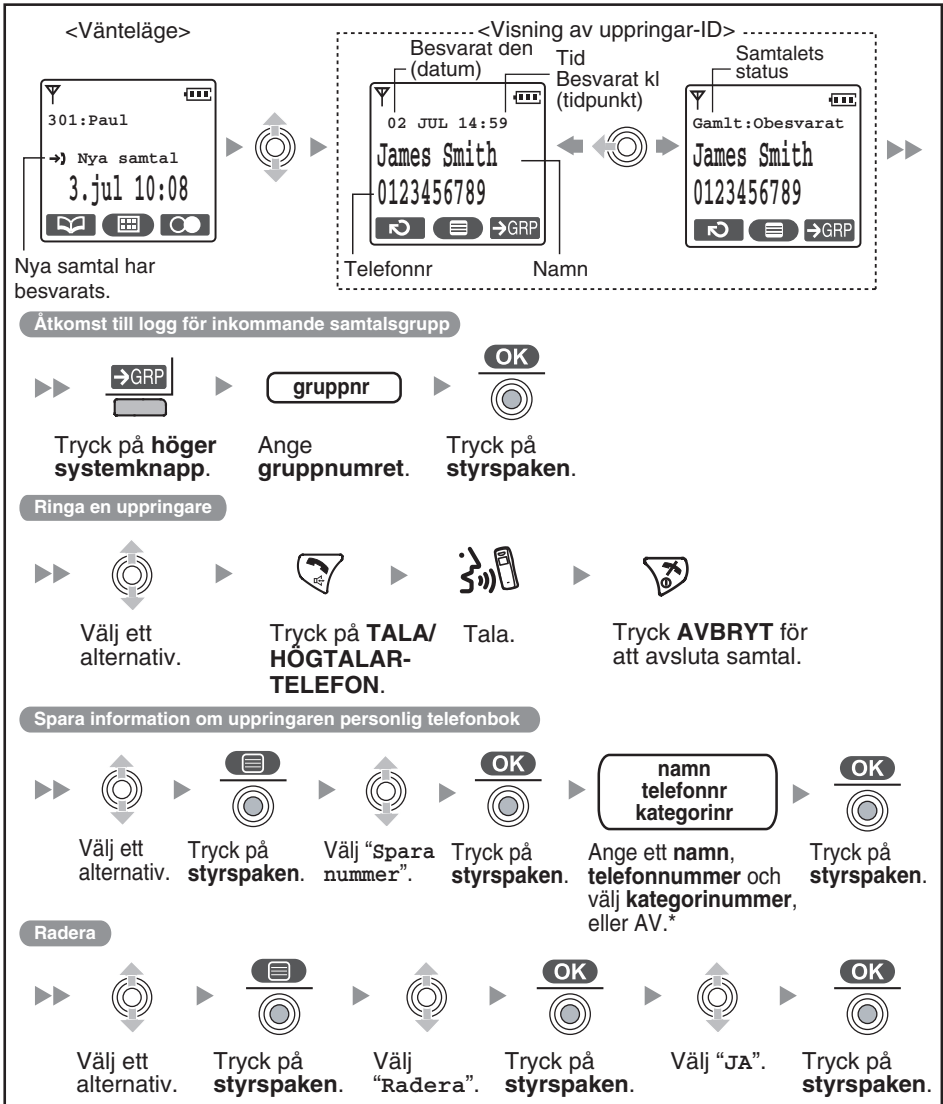 <Vänteläge>
<Visning av uppringar-ID>
Besvarat den
(datum)
Tid
Besvarat kl
(tidpunkt)
Samtalets
status
301:Paul
Nya samtal
3.jul 10:08
02 JUL 14:59
James Smith
0123456789
GRP
Gamlt:Obesvarat
James Smith
0123456789
GRP
Nya samtal har
besvarats.
Telefonnr
Namn
Åtkomst till logg för inkommande samtalsgrupp
GRP
gruppnr
OK
Tryck på höger
systemknapp.
Ange
gruppnumret.
Tryck på
styrspaken.
Ringa en uppringare
Välj ett
alternativ.
Tryck på TALA/
HÖGTALAR-
TELEFON.
Tala.
Tryck AVBRYT för
att avsluta samtal.
Spara information om uppringaren personlig telefonbok
OK
namn
telefonnr
kategorinr
OK
Välj ett
alternativ.
Tryck på
styrspaken.
Välj “Spara
nummer”.
Tryck på
styrspaken.
Ange ett namn,
telefonnummer och
välj kategorinummer,
eller AV.*
Tryck på
styrspaken.
Radera
OK
OK
Välj ett
alternativ.
Tryck på
styrspaken.
Välj
“Radera”.
Tryck på
styrspaken.
Välj “JA”.
Tryck på
styrspaken.